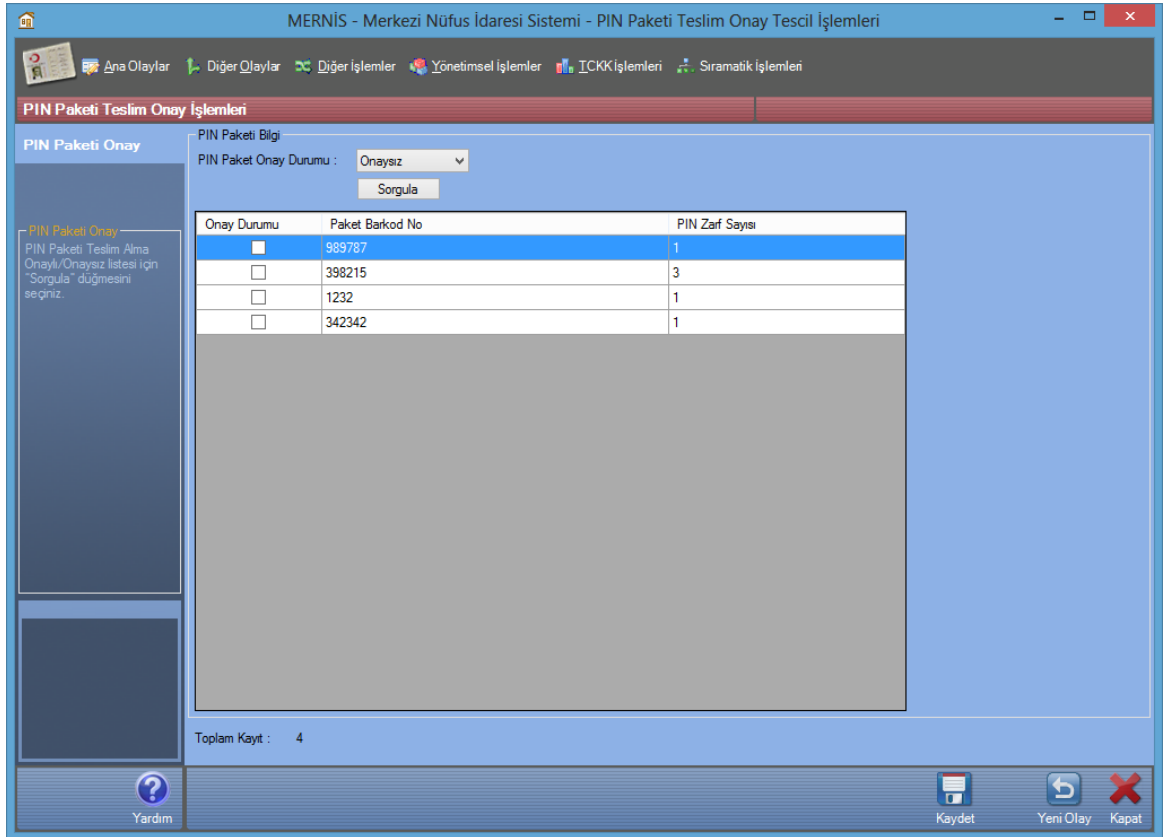 MERNİS - Merkezi Nüfus İdaresi Sistemi - PIN Paketi Teslim Onay Tescil İşlemleri
Ana Olaylar Diğer Olaylar Diğer İşlemler Yönetimsel İşlemler TCKK İşlemleri Sıramatik İşlemleri
PIN Paketi Teslim Onay İşlemleri
PIN Paketi Onay
PIN Paketi Onay
PIN Paketi Teslim Alma
Onaylı/Onaysız listesi için
"Sorgula" düğmesini
seçiniz.
PIN Paketi Bilgi
PIN Paket Onay Durumu : Onaysız
Sorgula
Onay Durumu Paket Barkod No PIN Zarf Sayısı
989787 1
398215 3
1232 1
342342 1
Toplam Kayıt : 4
Yardım Kaydet Yeni Olay Kapat